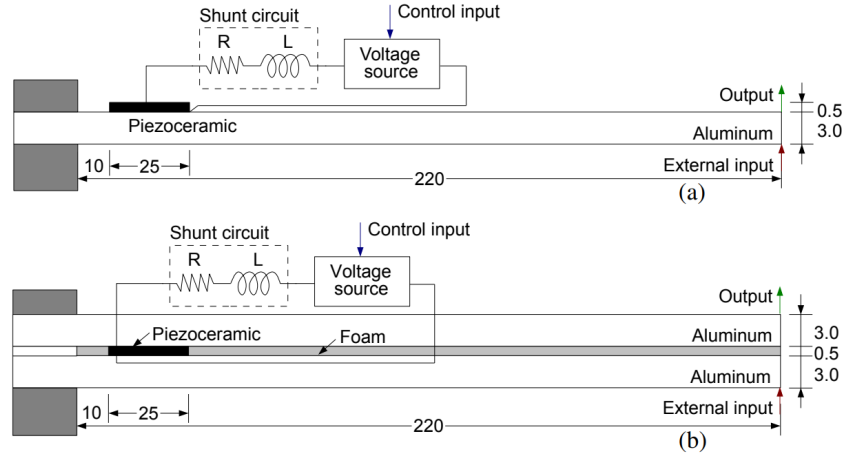 Shunt circuit
Control input
R L
Voltage
source
Output
0.5
Piezoceramic
Aluminum
3.0
10
25
External input
220
(a)
Shunt circuit
Control input
R L
Voltage
source
Output
Piezoceramic
Foam
Aluminum
3.0
0.5
Aluminum
3.0
10
25
External input
220
(b)